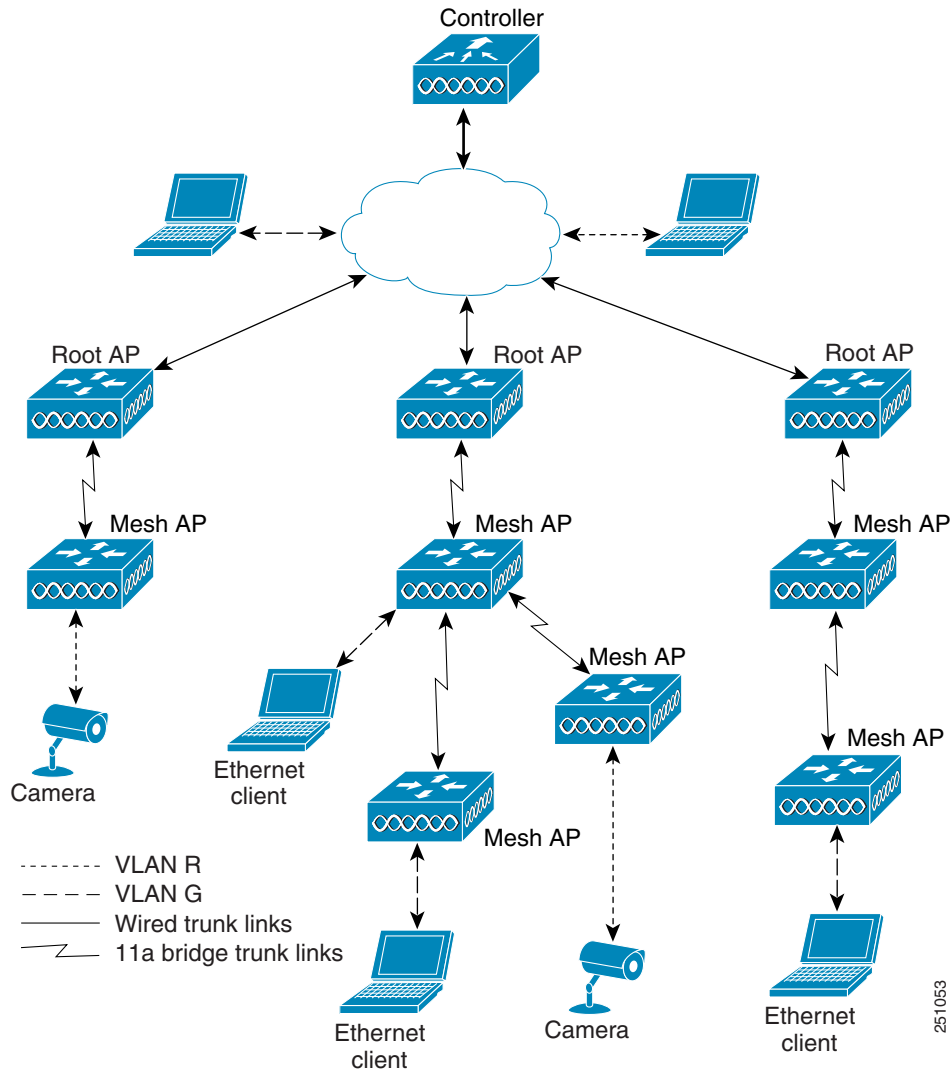 Controller
Root AP
Root AP
Root AP
Mesh AP
Mesh AP
Mesh AP
Mesh AP
Mesh AP
Mesh AP
Camera
Ethernet
client
Ethernet
client
Camera
Ethernet
client
VLAN R
VLAN G
Wired trunk links
11a bridge trunk links
251053